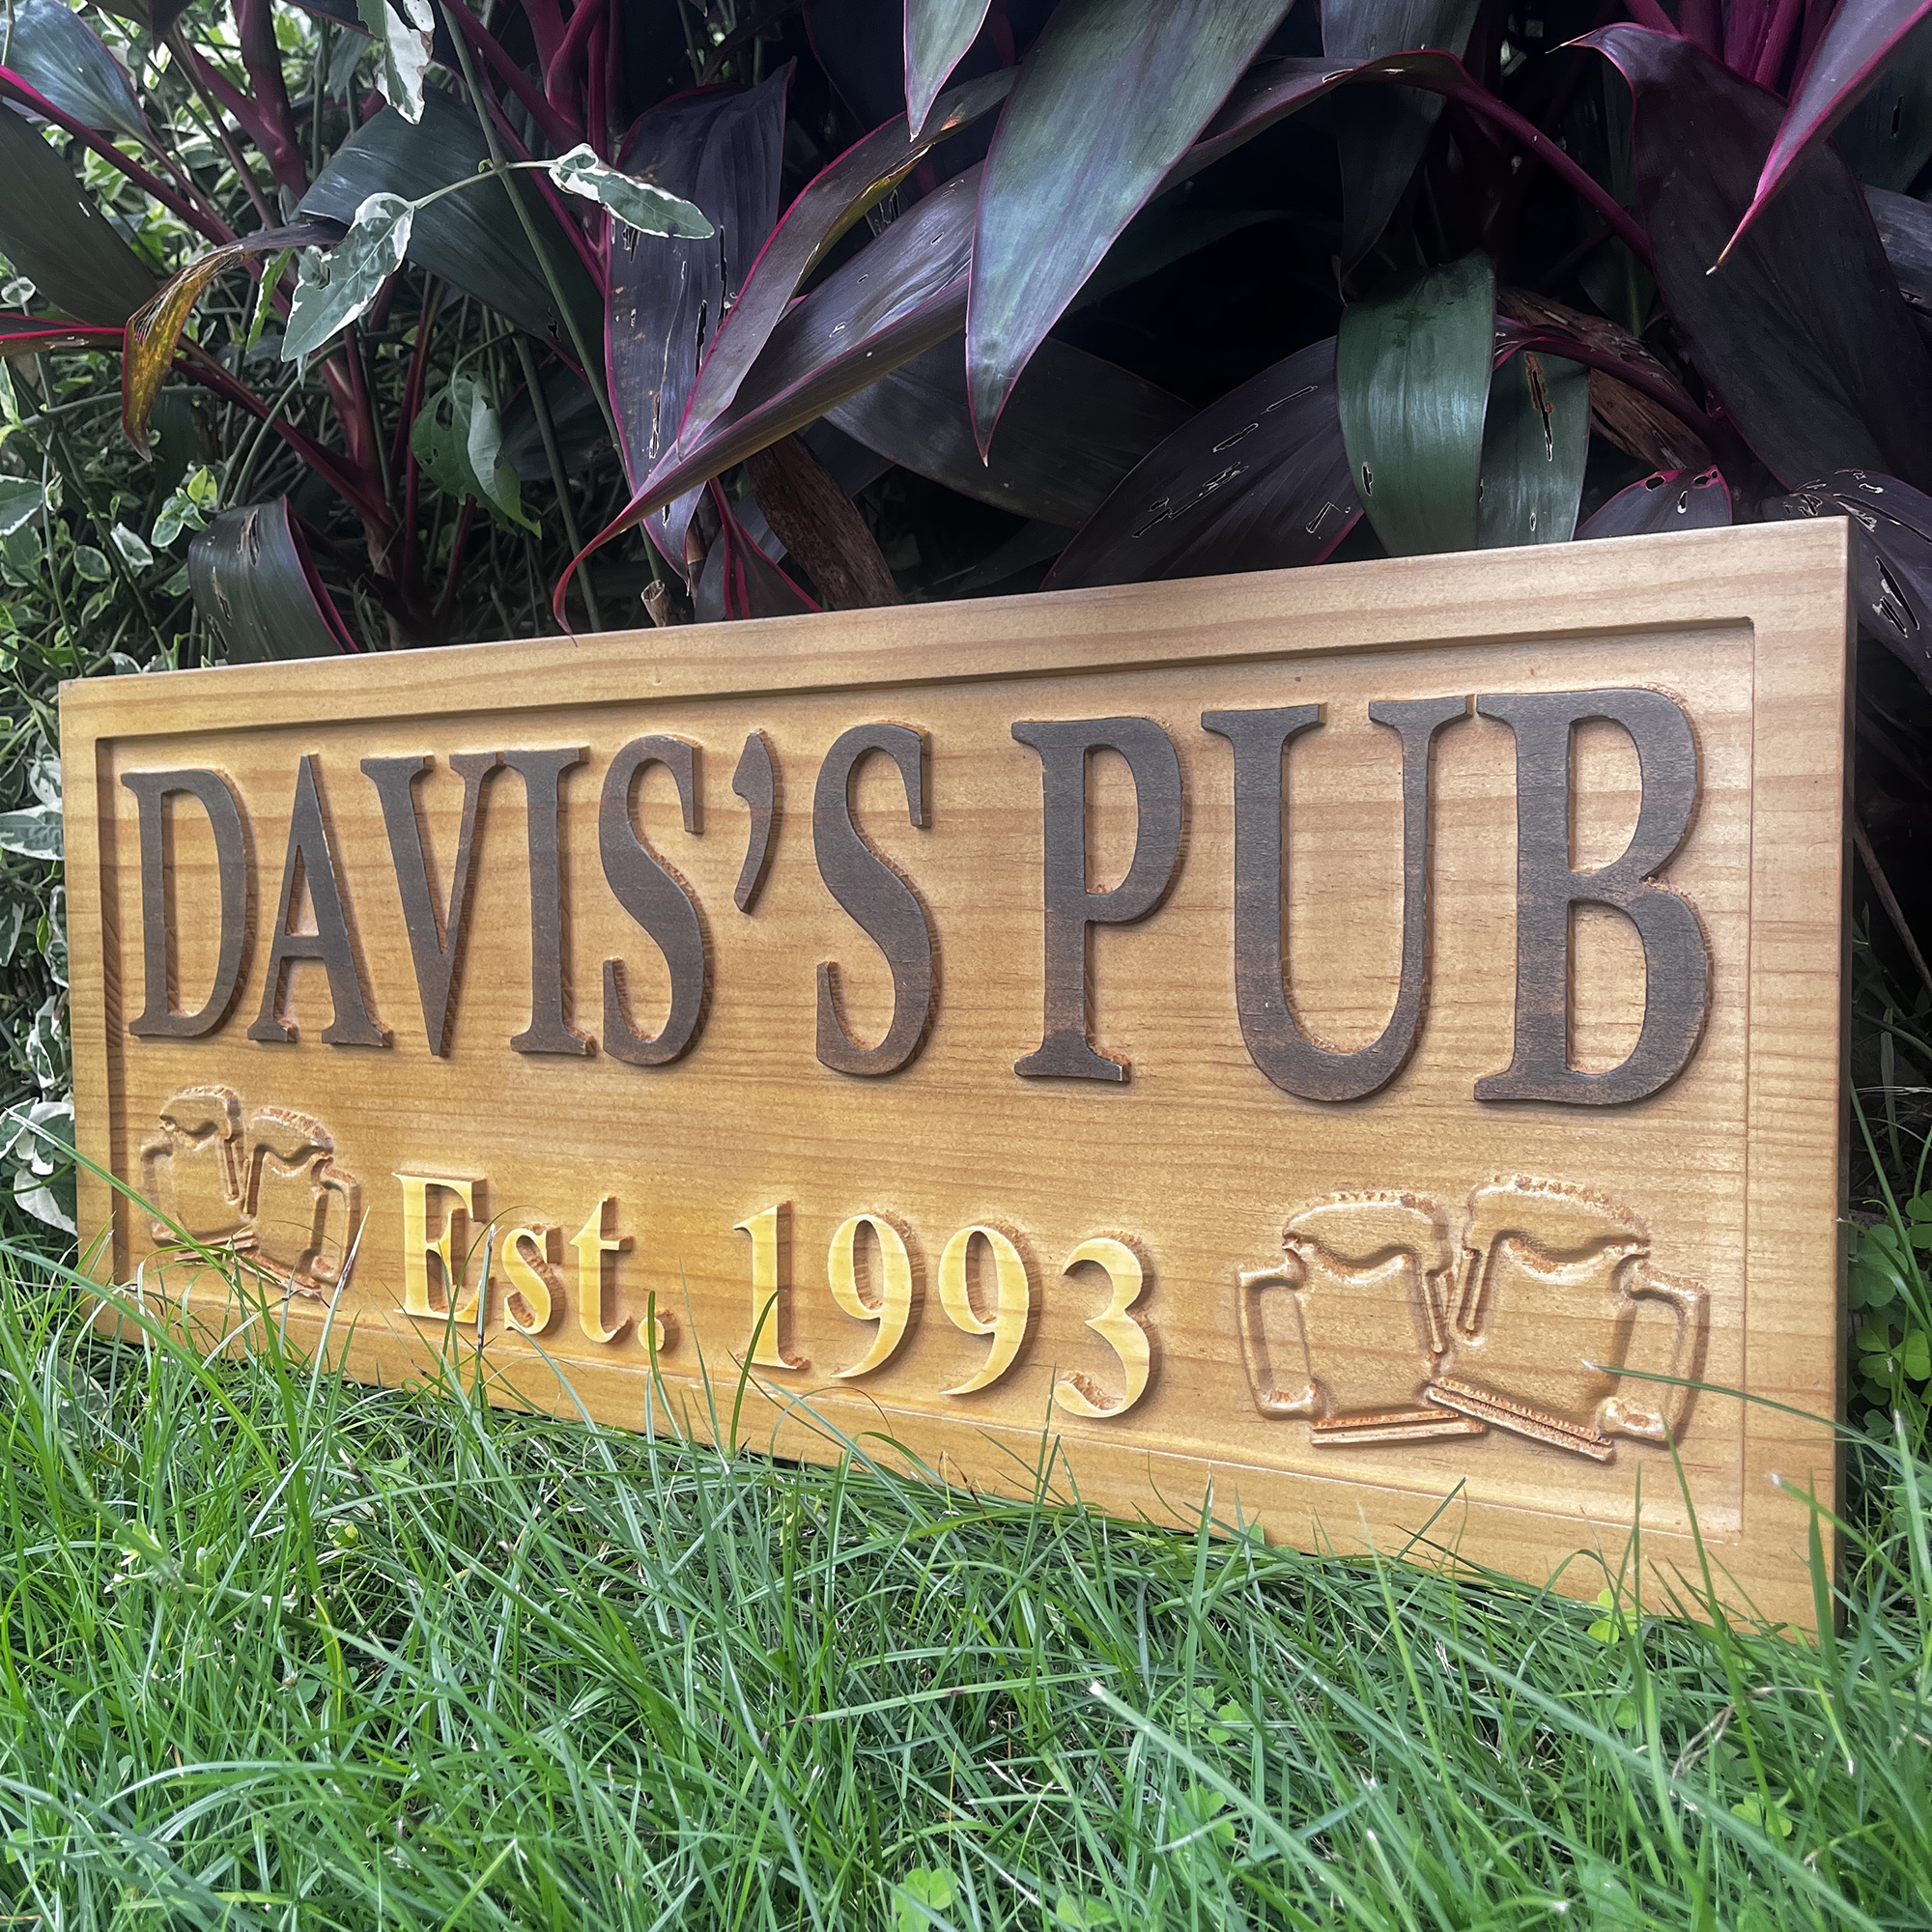 DAVIS’S PUB
Est. 1993